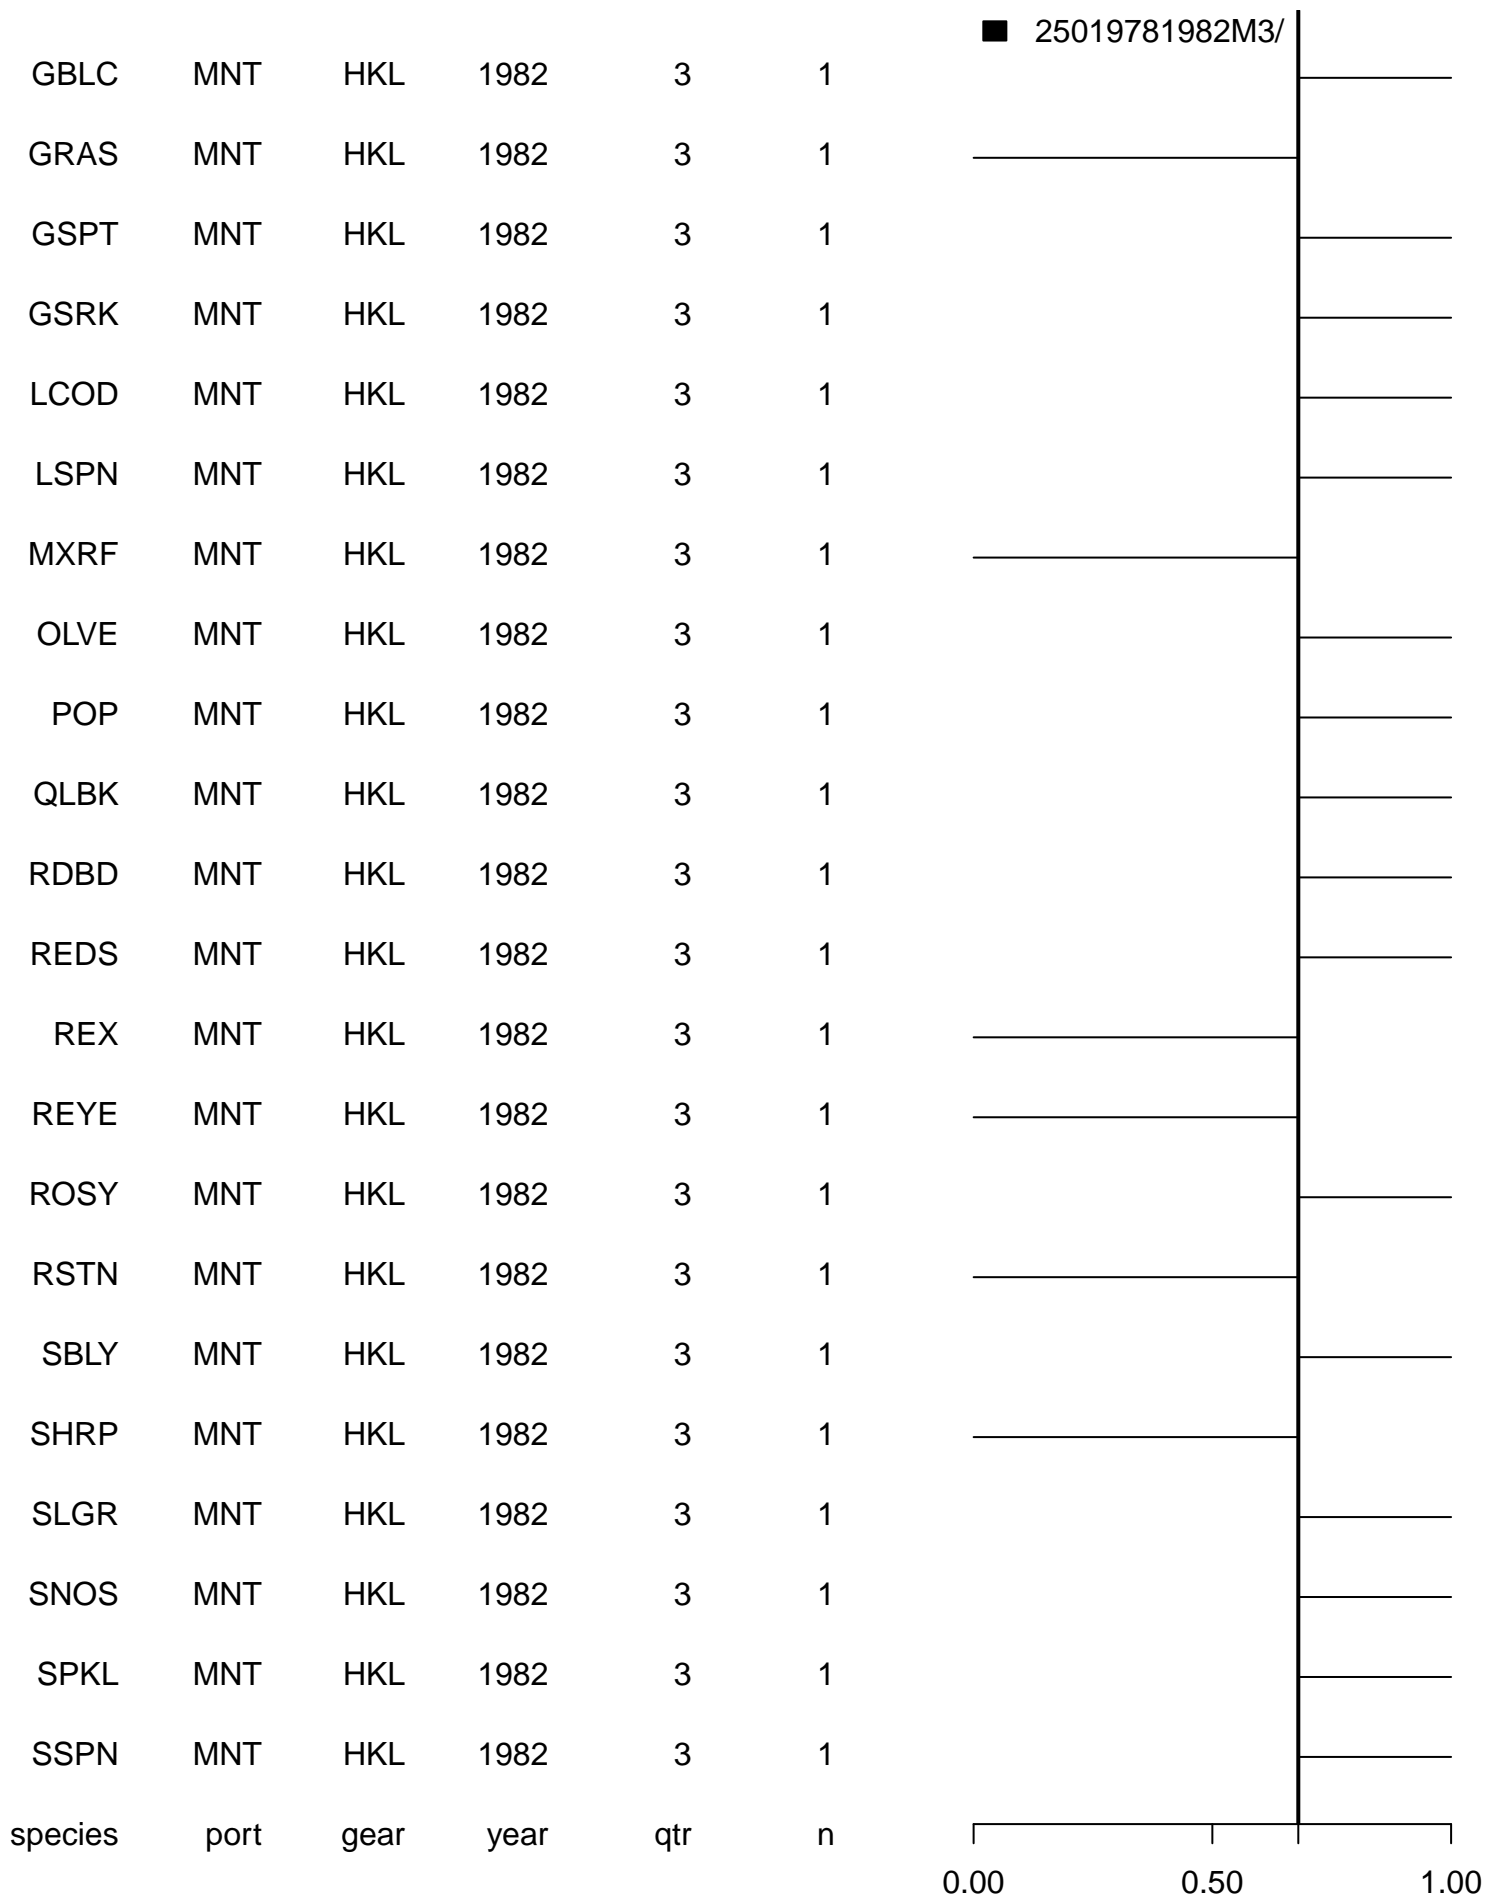 25019781982M3/
GBLC MNT HKL 1982 3 1
GRAS MNT HKL 1982 3 1
GSPT MNT HKL 1982 3 1
GSRK MNT HKL 1982 3 1
LCOD MNT HKL 1982 3 1
LSPN MNT HKL 1982 3 1
MXRF MNT HKL 1982 3 1
OLVE MNT HKL 1982 3 1
POP MNT HKL 1982 3 1
QLBK MNT HKL 1982 3 1
RDBD MNT HKL 1982 3 1
REDS MNT HKL 1982 3 1
REX MNT HKL 1982 3 1
REYE MNT HKL 1982 3 1
ROSY MNT HKL 1982 3 1
RSTN MNT HKL 1982 3 1
SBLY MNT HKL 1982 3 1
SHRP MNT HKL 1982 3 1
SLGR MNT HKL 1982 3 1
SNOS MNT HKL 1982 3 1
SPKL MNT HKL 1982 3 1
SSPN MNT HKL 1982 3 1
species port gear year qtr n
0.00 0.50 1.00